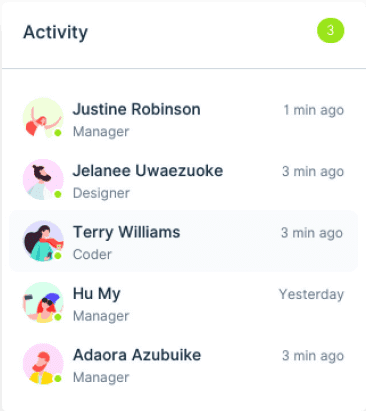 Activity 3
Justine Robinson 1 min ago
Manager
Jelanee Uwaezuoke 3 min ago
Designer
Terry Williams 3 min ago
Coder
Hu My Yesterday
Manager
Adaora Azubuike 3 min ago
Manager